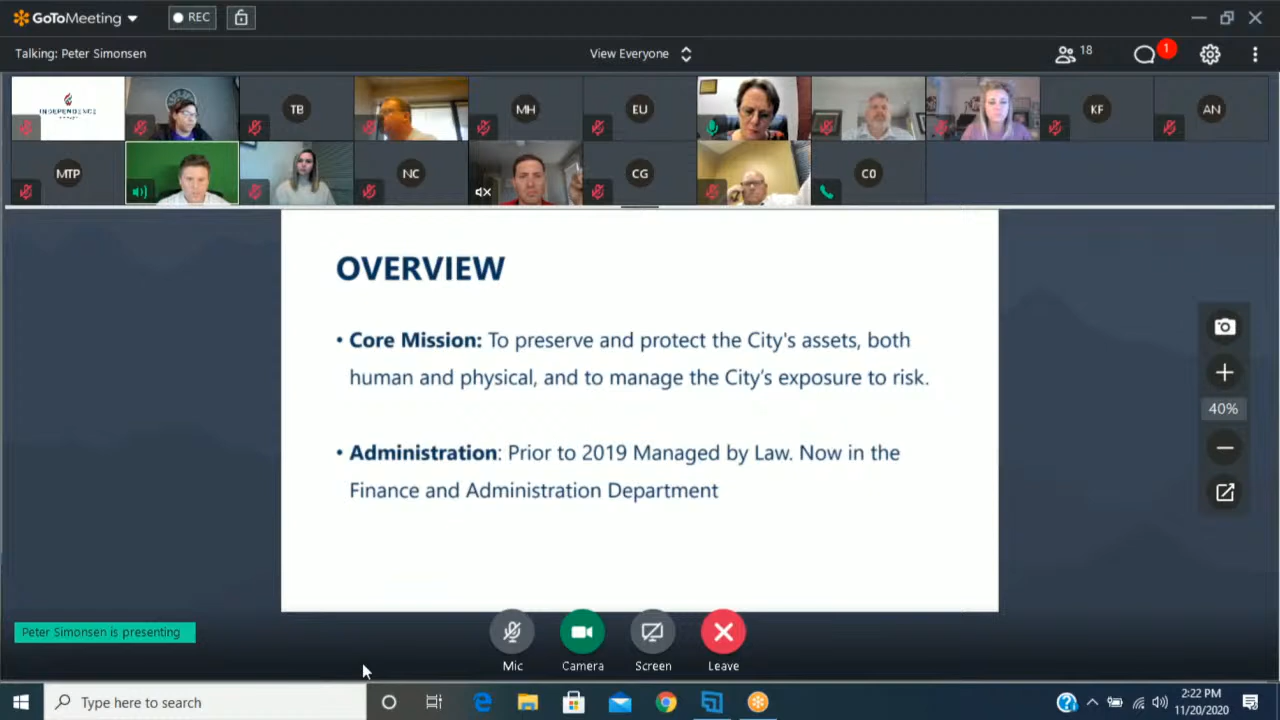 GoToMeeting
REC
Talking: Peter Simonsen
View Everyone
18
1
INDEPENDENCE
TB
MH
EU
KF
AN
MTP
NC
CG
C0
OVERVIEW
• Core Mission: To preserve and protect the City's assets, both
human and physical, and to manage the City's exposure to risk.
• Administration: Prior to 2019 Managed by Law. Now in the
Finance and Administration Department
40%
Peter Simonsen is presenting
Mic
Camera
Screen
Leave
Type here to search
2:22 PM
11/20/2020